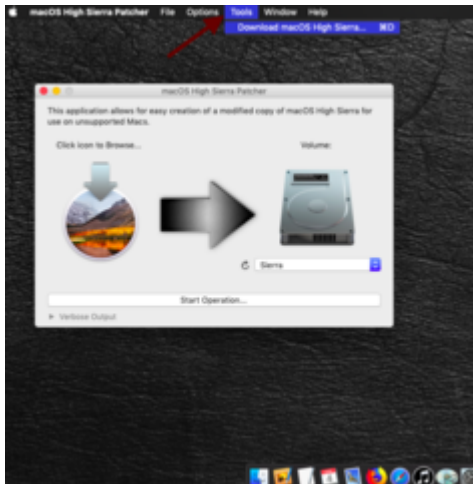 macOS High Sierra Patcher File Options Tools Window Help
Download macOS High Sierra... ⌘D
macOS High Sierra Patcher
This application allows for easy creation of a modified copy of macOS High Sierra for
use on unsupported Macs.
Click icon to Browse...
Volume:
Sierra
Start Operation...
Verbose Output